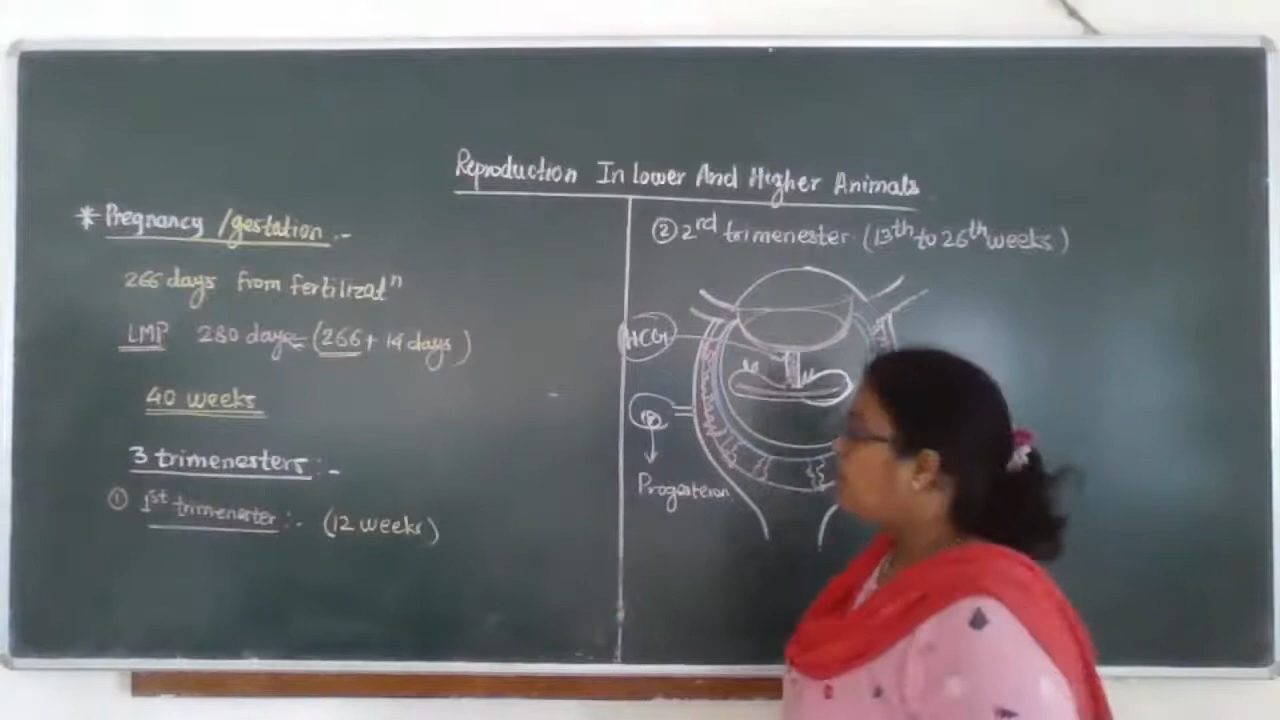 Reproduction In Lower And Higher Animals
* Pregnancy /gestation :-
266 days from fertilizatⁿ
LMP 280 days = (266 + 14 days)
40 weeks
3 trimenesters :-
① 1st trimenester :- (12 weeks)
② 2nd trimenester (13th to 26th weeks)
HCG
Progesteron